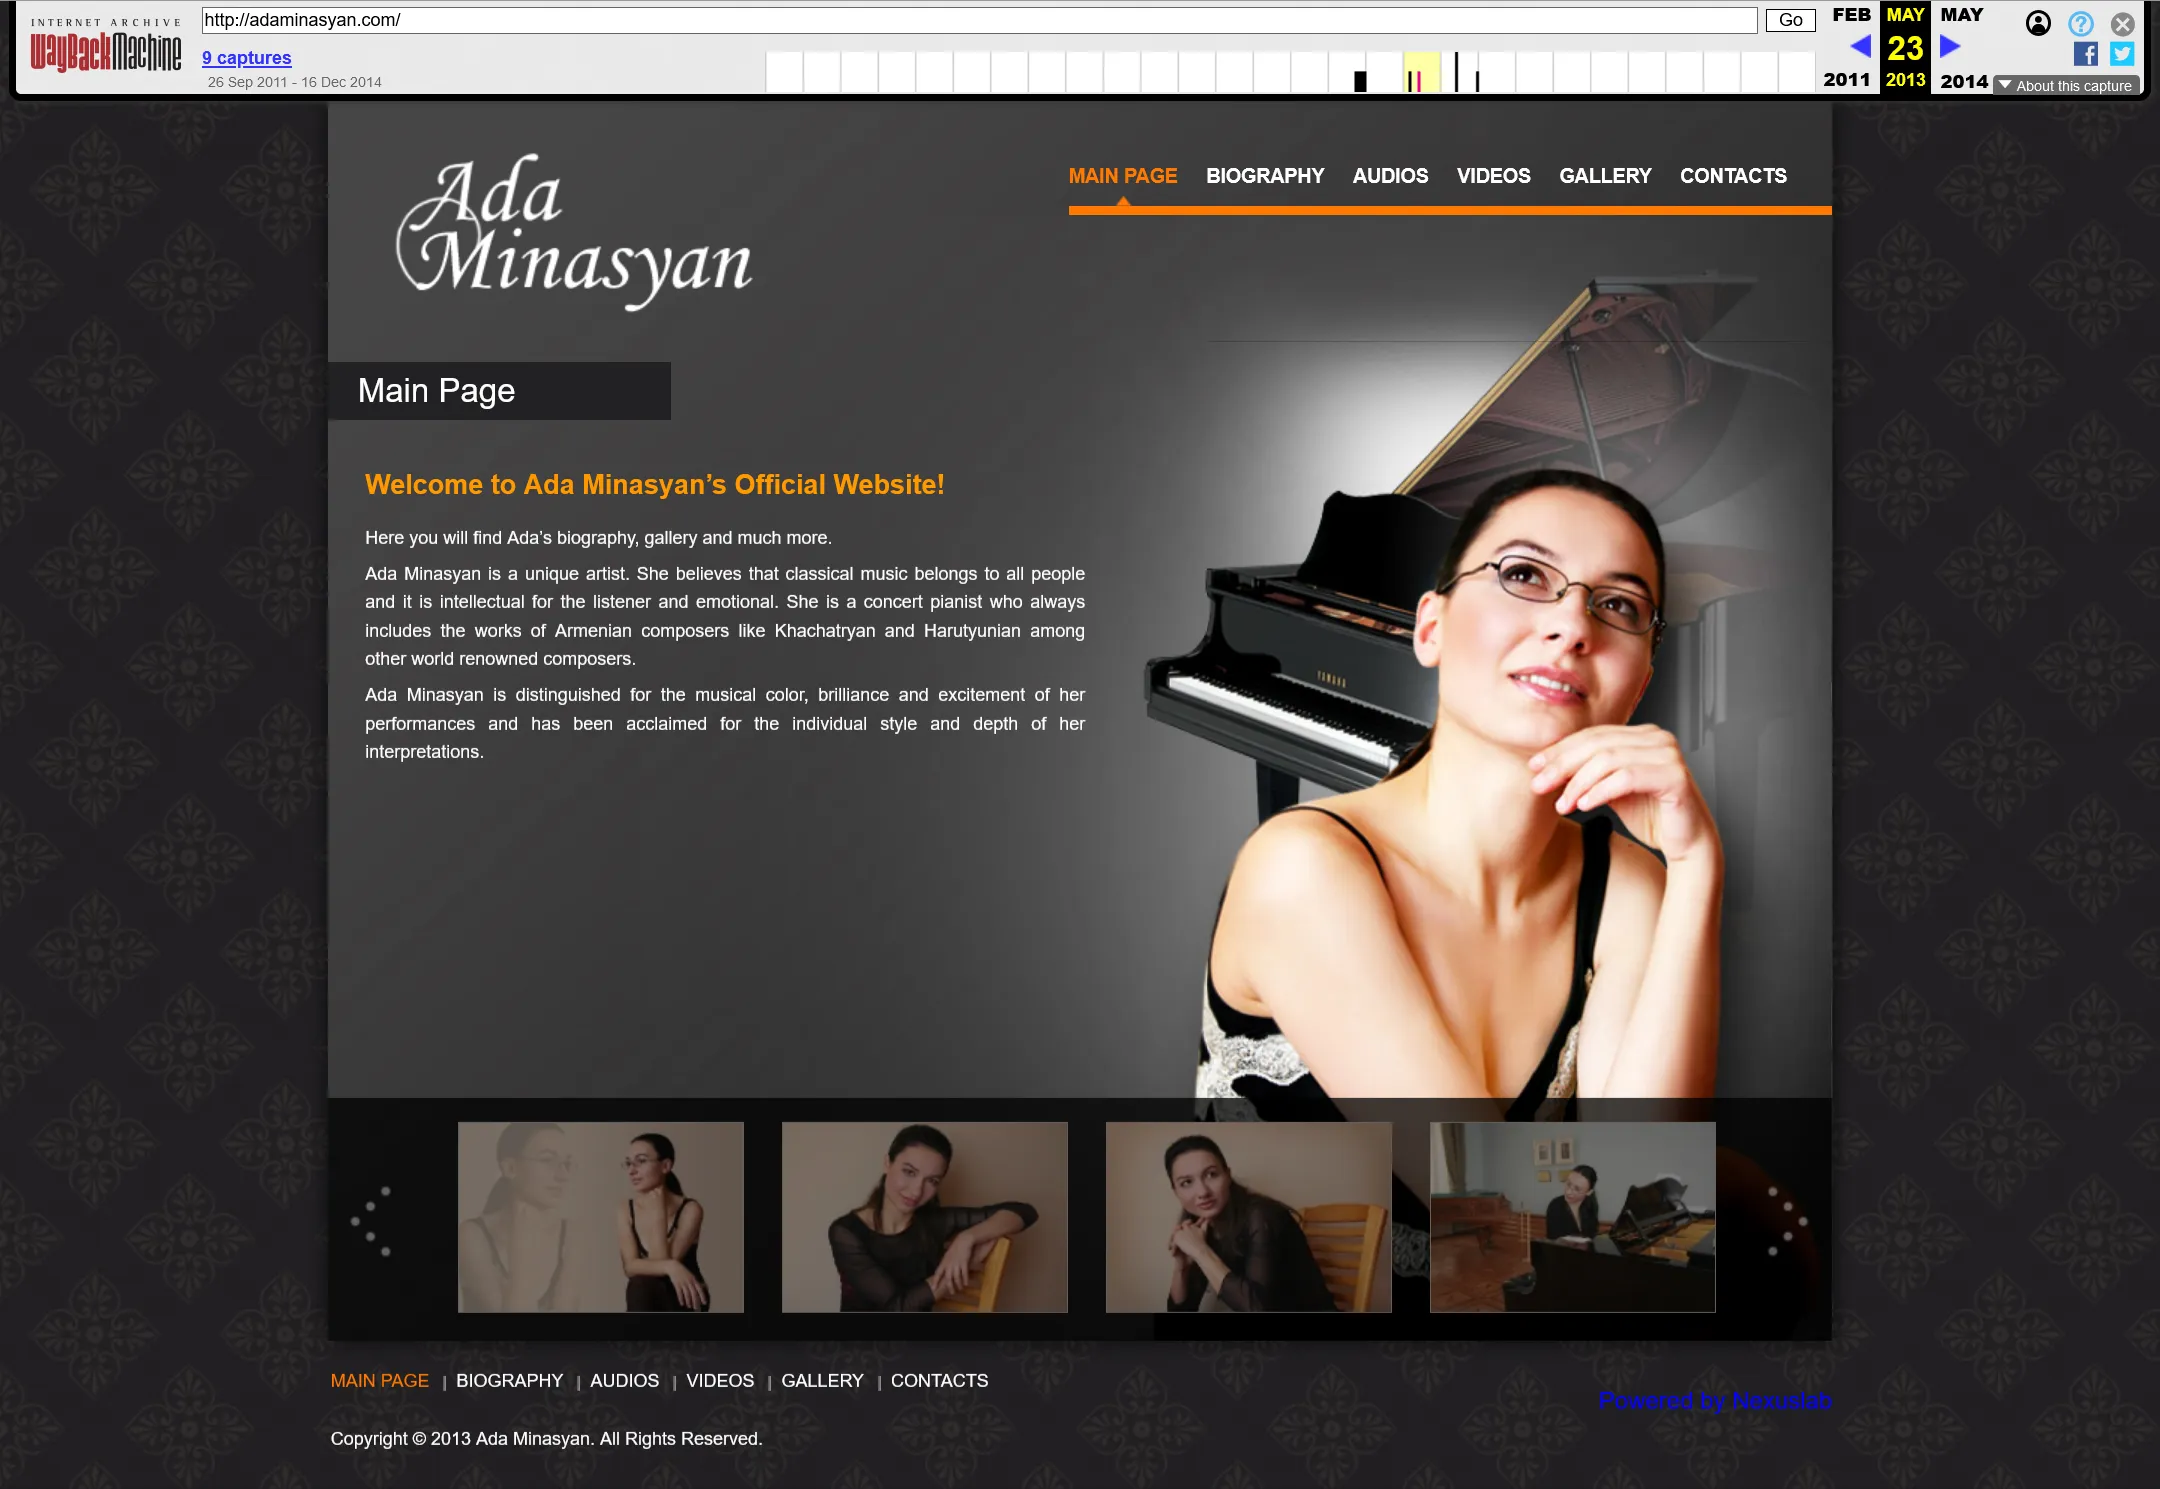 INTERNET ARCHIVE
WayBackMachine
http://adaminasyan.com/
Go
9 captures
26 Sep 2011 - 16 Dec 2014
FEB MAY MAY
23
2011 2013 2014
About this capture
Ada
Minasyan
MAIN PAGE BIOGRAPHY AUDIOS VIDEOS GALLERY CONTACTS
Main Page
Welcome to Ada Minasyan’s Official Website!
Here you will find Ada’s biography, gallery and much more.
Ada Minasyan is a unique artist. She believes that classical music belongs to all people
and it is intellectual for the listener and emotional. She is a concert pianist who always
includes the works of Armenian composers like Khachatryan and Harutyunian among
other world renowned composers.
Ada Minasyan is distinguished for the musical color, brilliance and excitement of her
performances and has been acclaimed for the individual style and depth of her
interpretations.
YAMAHA
MAIN PAGE | BIOGRAPHY | AUDIOS | VIDEOS | GALLERY | CONTACTS
Powered by Nexuslab
Copyright © 2013 Ada Minasyan. All Rights Reserved.